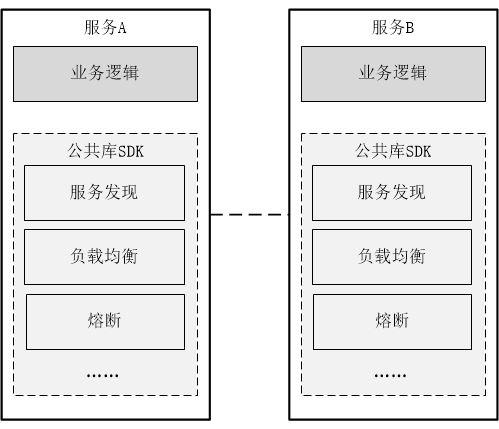 服务A
业务逻辑
公共库SDK
服务发现
负载均衡
熔断
……
服务B
业务逻辑
公共库SDK
服务发现
负载均衡
熔断
……